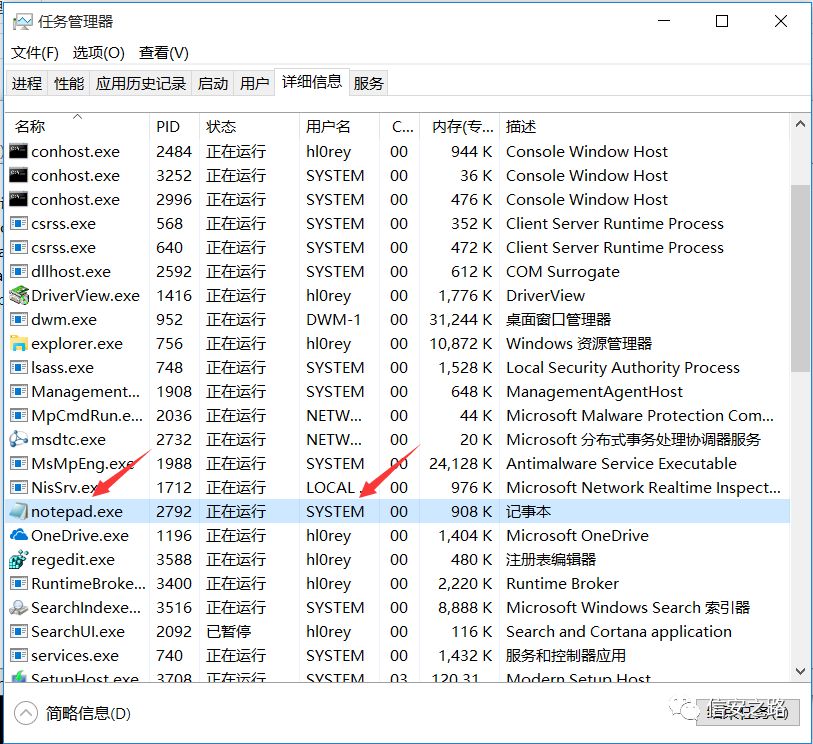 任务管理器
文件(F) 选项(O) 查看(V)
进程 性能 应用历史记录 启动 用户 详细信息 服务
名称 PID 状态 用户名 C... 内存(专... 描述
conhost.exe 2484 正在运行 hl0rey 00 944 K Console Window Host
conhost.exe 3252 正在运行 SYSTEM 00 36 K Console Window Host
conhost.exe 2996 正在运行 SYSTEM 00 476 K Console Window Host
csrss.exe 568 正在运行 SYSTEM 00 352 K Client Server Runtime Process
csrss.exe 640 正在运行 SYSTEM 00 472 K Client Server Runtime Process
dllhost.exe 2592 正在运行 SYSTEM 00 612 K COM Surrogate
DriverView.exe 1416 正在运行 hl0rey 00 1,776 K DriverView
dwm.exe 952 正在运行 DWM-1 00 31,244 K 桌面窗口管理器
explorer.exe 756 正在运行 hl0rey 00 10,872 K Windows 资源管理器
lsass.exe 748 正在运行 SYSTEM 00 1,528 K Local Security Authority Process
Management... 1908 正在运行 SYSTEM 00 648 K ManagementAgentHost
MpCmdRun.e... 2036 正在运行 NETW... 00 44 K Microsoft Malware Protection Com...
msdtc.exe 2732 正在运行 NETW... 00 20 K Microsoft 分布式事务处理协调器服务
MsMpEng.exe 1988 正在运行 SYSTEM 00 24,128 K Antimalware Service Executable
NisSrv.exe 1712 正在运行 LOCAL 00 976 K Microsoft Network Realtime Inspect...
notepad.exe 2792 正在运行 SYSTEM 00 908 K 记事本
OneDrive.exe 1196 正在运行 hl0rey 00 1,404 K Microsoft OneDrive
regedit.exe 3588 正在运行 hl0rey 00 480 K 注册表编辑器
RuntimeBroke... 3400 正在运行 hl0rey 00 2,220 K Runtime Broker
SearchIndexe... 3516 正在运行 SYSTEM 00 8,888 K Microsoft Windows Search 索引器
SearchUI.exe 2092 已暂停 hl0rey 00 116 K Search and Cortana application
services.exe 740 正在运行 SYSTEM 00 1,432 K 服务和控制器应用
SetupHost.exe 3708 正在运行 SYSTEM 03 120,31 Modern Setup Host
简略信息(D) 结束任务(E)
信安之路